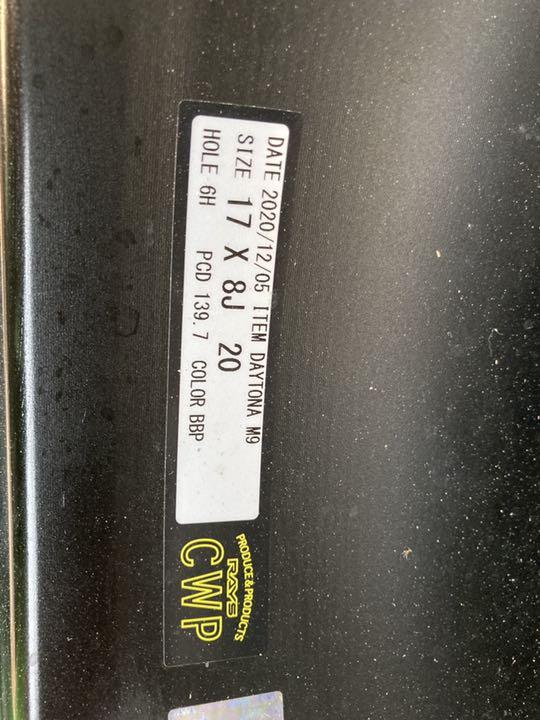 DATE 2020/12/05 ITEM DAYTONA M9
SIZE 17 X 8J 20
HOLE 6H PCD 139.7 COLOR BBP
PRODUCE&PRODUCTS
RAYS
CWP